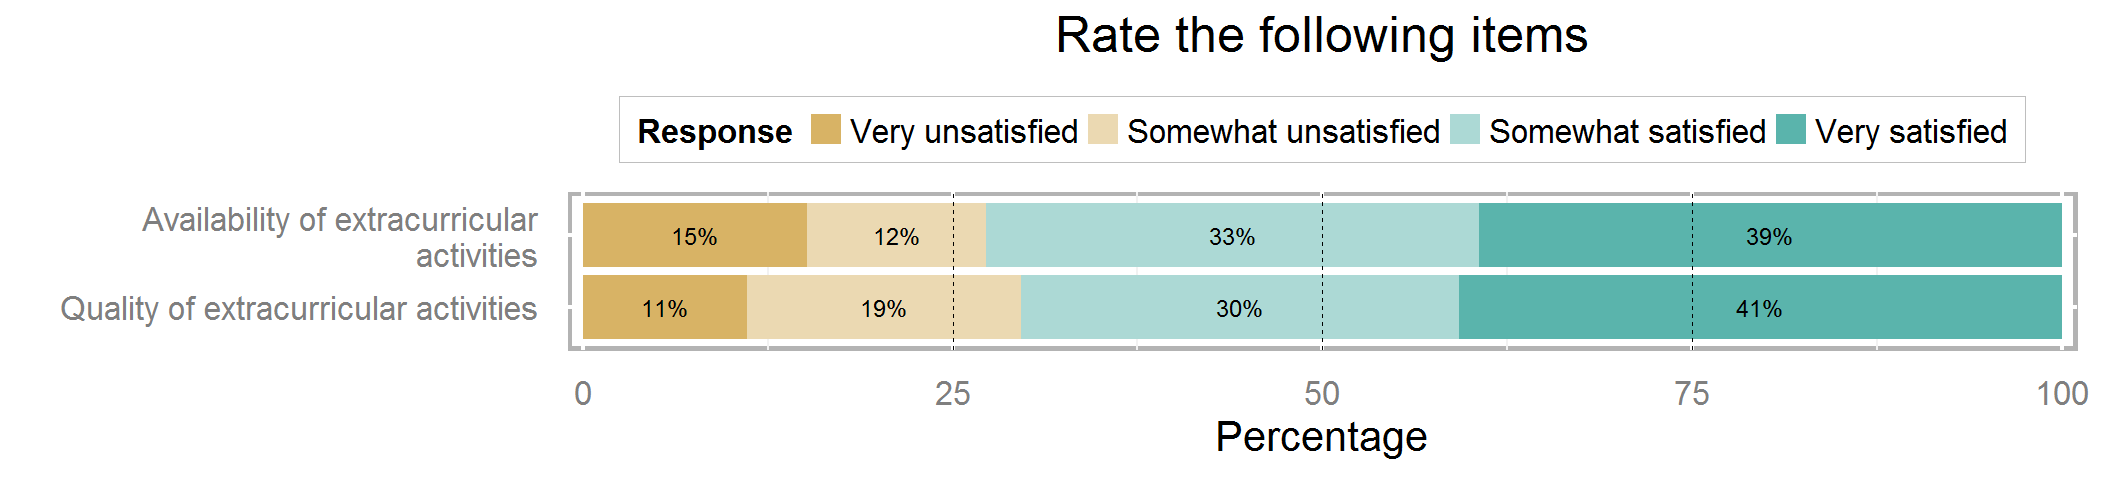 Rate the following items
Response Very unsatisfied Somewhat unsatisfied Somewhat satisfied Very satisfied
Availability of extracurricular
activities
15% 12% 33% 39%
Quality of extracurricular activities
11% 19% 30% 41%
0 25 50 75 100
Percentage